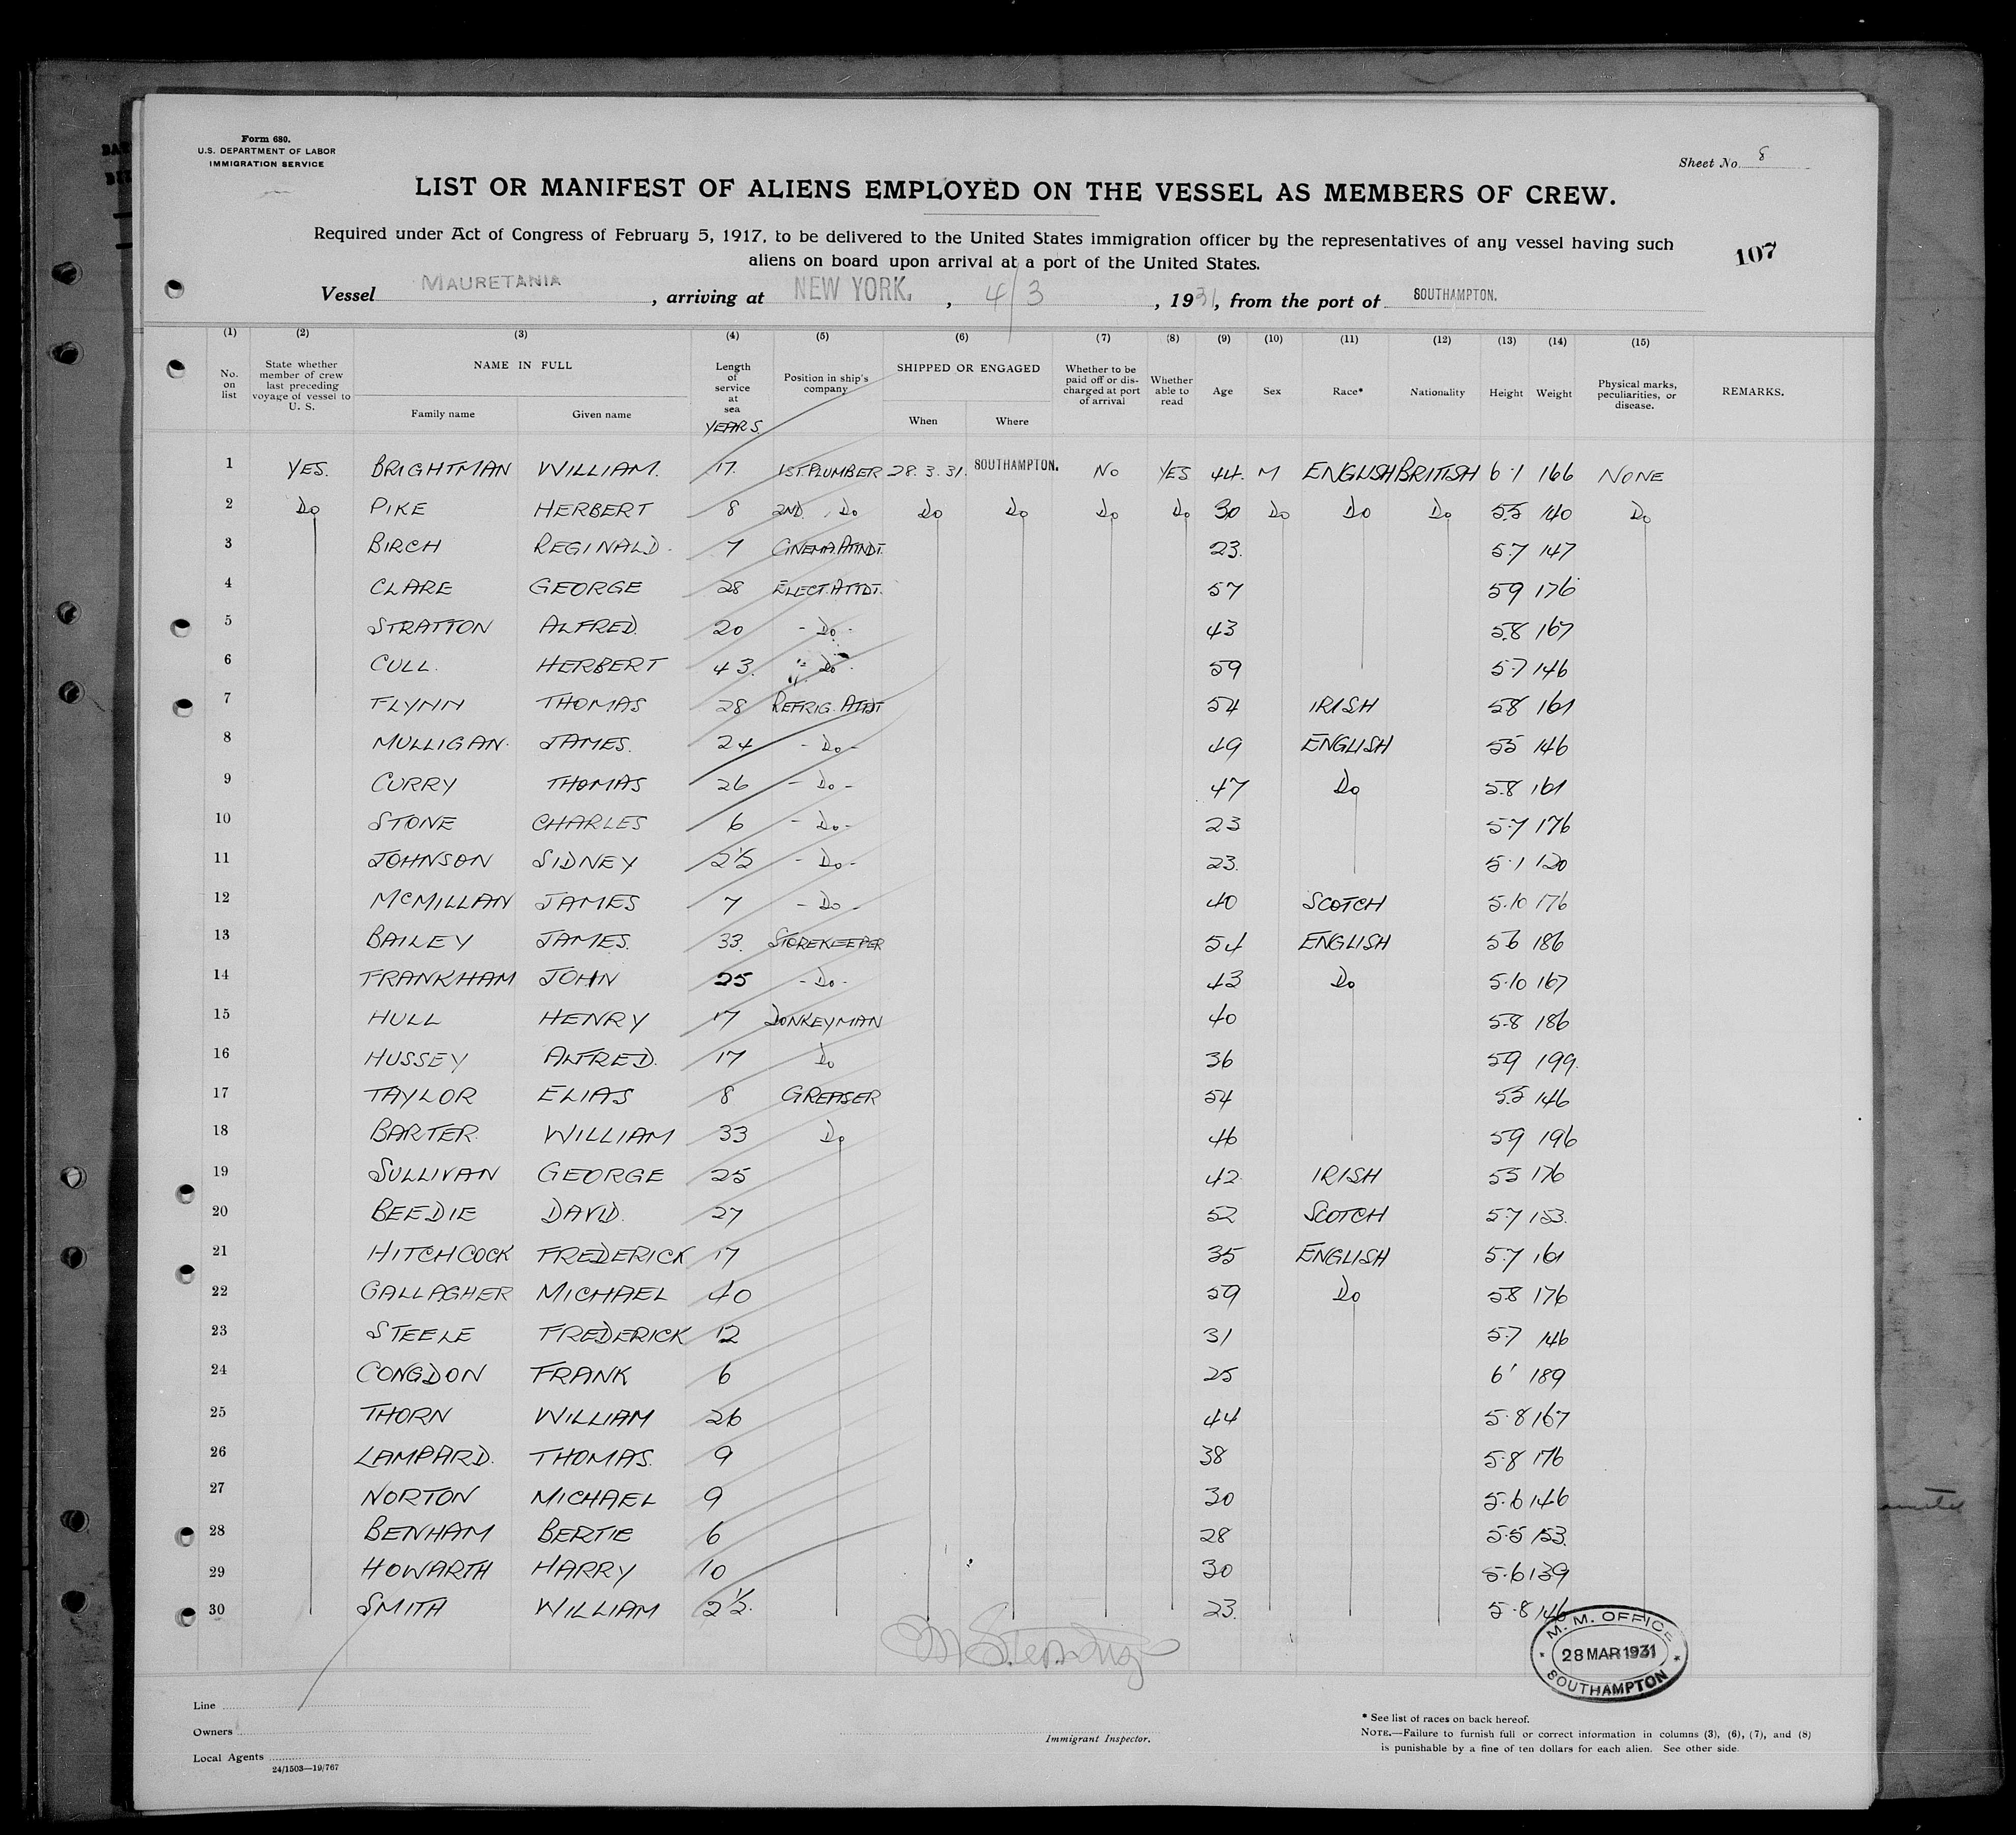 Form 680.
U.S. DEPARTMENT OF LABOR
IMMIGRATION SERVICE
Sheet No. 8
LIST OR MANIFEST OF ALIENS EMPLOYED ON THE VESSEL AS MEMBERS OF CREW.
Required under Act of Congress of February 5, 1917, to be delivered to the United States immigration officer by the representatives of any vessel having such
aliens on board upon arrival at a port of the United States.
107
Vessel MAURETANIA, arriving at NEW YORK, 4/3, 1931, from the port of SOUTHAMPTON.
(1) (2) (3) (4) (5) (6) (7) (8) (9) (10) (11) (12) (13) (14) (15)
No. on list State whether member of crew last preceding voyage of vessel to U. S. NAME IN FULL Family name Given name Length of service at sea YEARS Position in ship's company SHIPPED OR ENGAGED When Where Whether to be paid off or discharged at port of arrival Whether able to read Age Sex Race* Nationality Height Weight Physical marks, peculiarities, or disease. REMARKS.
1 YES. BRIGHTMAN WILLIAM. 17. 1ST PLUMBER 28.3.31. SOUTHAMPTON. NO YES 44. M ENGLISH BRITISH 6.1 166 NONE
2 Do PIKE HERBERT 8 2ND. Do Do Do Do Do 30 Do Do Do 5.5 140 Do
3 BIRCH REGINALD. 7 CINEMA ATTNDT. 23. 5.7 147
4 CLARE GEORGE 28 ELECT. ATTDT. 57 5 9 176
5 STRATTON ALFRED. 20 - Do - 43 5.8 167
6 CULL. HERBERT 43. " Do - 59 5.7 146
7 FLYNN THOMAS 28 REFRIG. ATTDT 54 IRISH 5 8 161
8 MULLIGAN. JAMES. 24 - Do - 49 ENGLISH 5 5 146
9 CURRY THOMAS 26 - Do - 47 Do 5.8 161
10 STONE CHARLES 6 - Do - 23 5.7 176
11 JOHNSON SIDNEY 2½ - Do - 23. 5.1 120
12 MCMILLAN JAMES 7 - Do - 40 SCOTCH 5.10 176
13 BAILEY JAMES. 33. STOREKEEPER 54 ENGLISH 5 6 186
14 FRANKHAM JOHN 25 - Do - 43 Do 5.10 167
15 HULL HENRY 17 DONKEYMAN 40 5.8 186
16 HUSSEY ALFRED. 17 Do 36 5 9 199.
17 TAYLOR ELIAS 8 GREASER 54 5.5 146
18 BARTER. WILLIAM 33 Do 46 5 9 196
19 SULLIVAN GEORGE 25 42 IRISH 5 5 176
20 BEEDIE DAVID. 27 52 SCOTCH 5.7 153.
21 HITCHCOCK FREDERICK 17 35 ENGLISH 5.7 161
22 GALLAGHER MICHAEL 40 59 Do 5 8 176
23 STEELE FREDERICK 12 31 5.7 146
24 CONGDON FRANK 6 25 6' 189
25 THORN WILLIAM 26 44 5.8 167
26 LAMPARD. THOMAS. 9 38 5.8 176
27 NORTON MICHAEL 9 30 5.6 146
28 BENHAM BERTIE 6 28 5.5 153.
29 HOWARTH HARRY 10 30 5.6 139
30 SMITH WILLIAM 2½. 23. 5.8 146
M. M. OFFICE
28 MAR 1931
SOUTHAMPTON
Line
Owners
Local Agents
24/1503—19/767
Immigrant Inspector.
* See list of races on back hereof.
NOTE.—Failure to furnish full or correct information in columns (3), (6), (7), and (8)
is punishable by a fine of ten dollars for each alien. See other side.